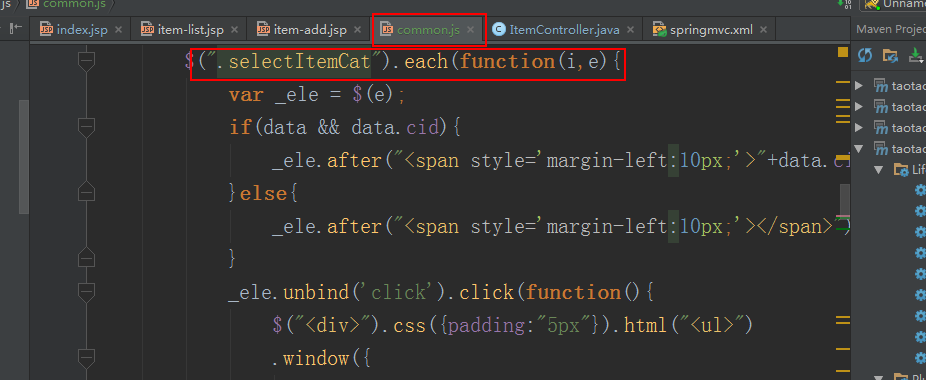 js common.js
Unnamed
index.jsp item-list.jsp item-add.jsp common.js ItemController.java springmvc.xml
Maven Projec
$(".selectItemCat").each(function(i,e){
var _ele = $(e);
if(data && data.cid){
_ele.after("<span style='margin-left:10px;'>"+data.ci
}else{
_ele.after("<span style='margin-left:10px;'></span>")
}
_ele.unbind('click').click(function(){
$("<div>").css({padding:"5px"}).html("<ul>")
.window({
taotao
taotao
taotao
taotao
Life